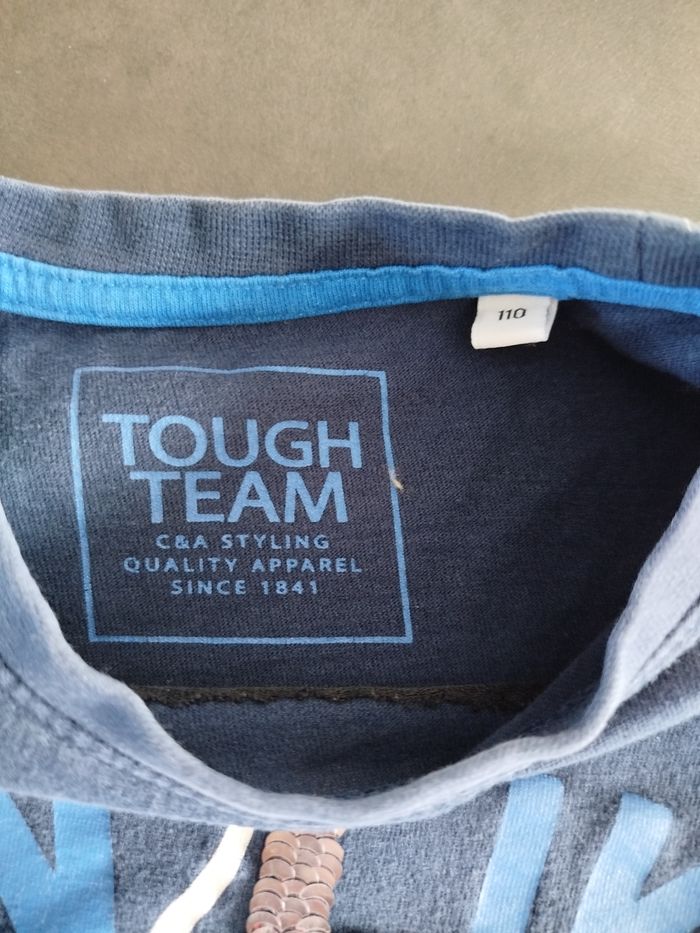 110
TOUGH
TEAM
C&A STYLING
QUALITY APPAREL
SINCE 1841